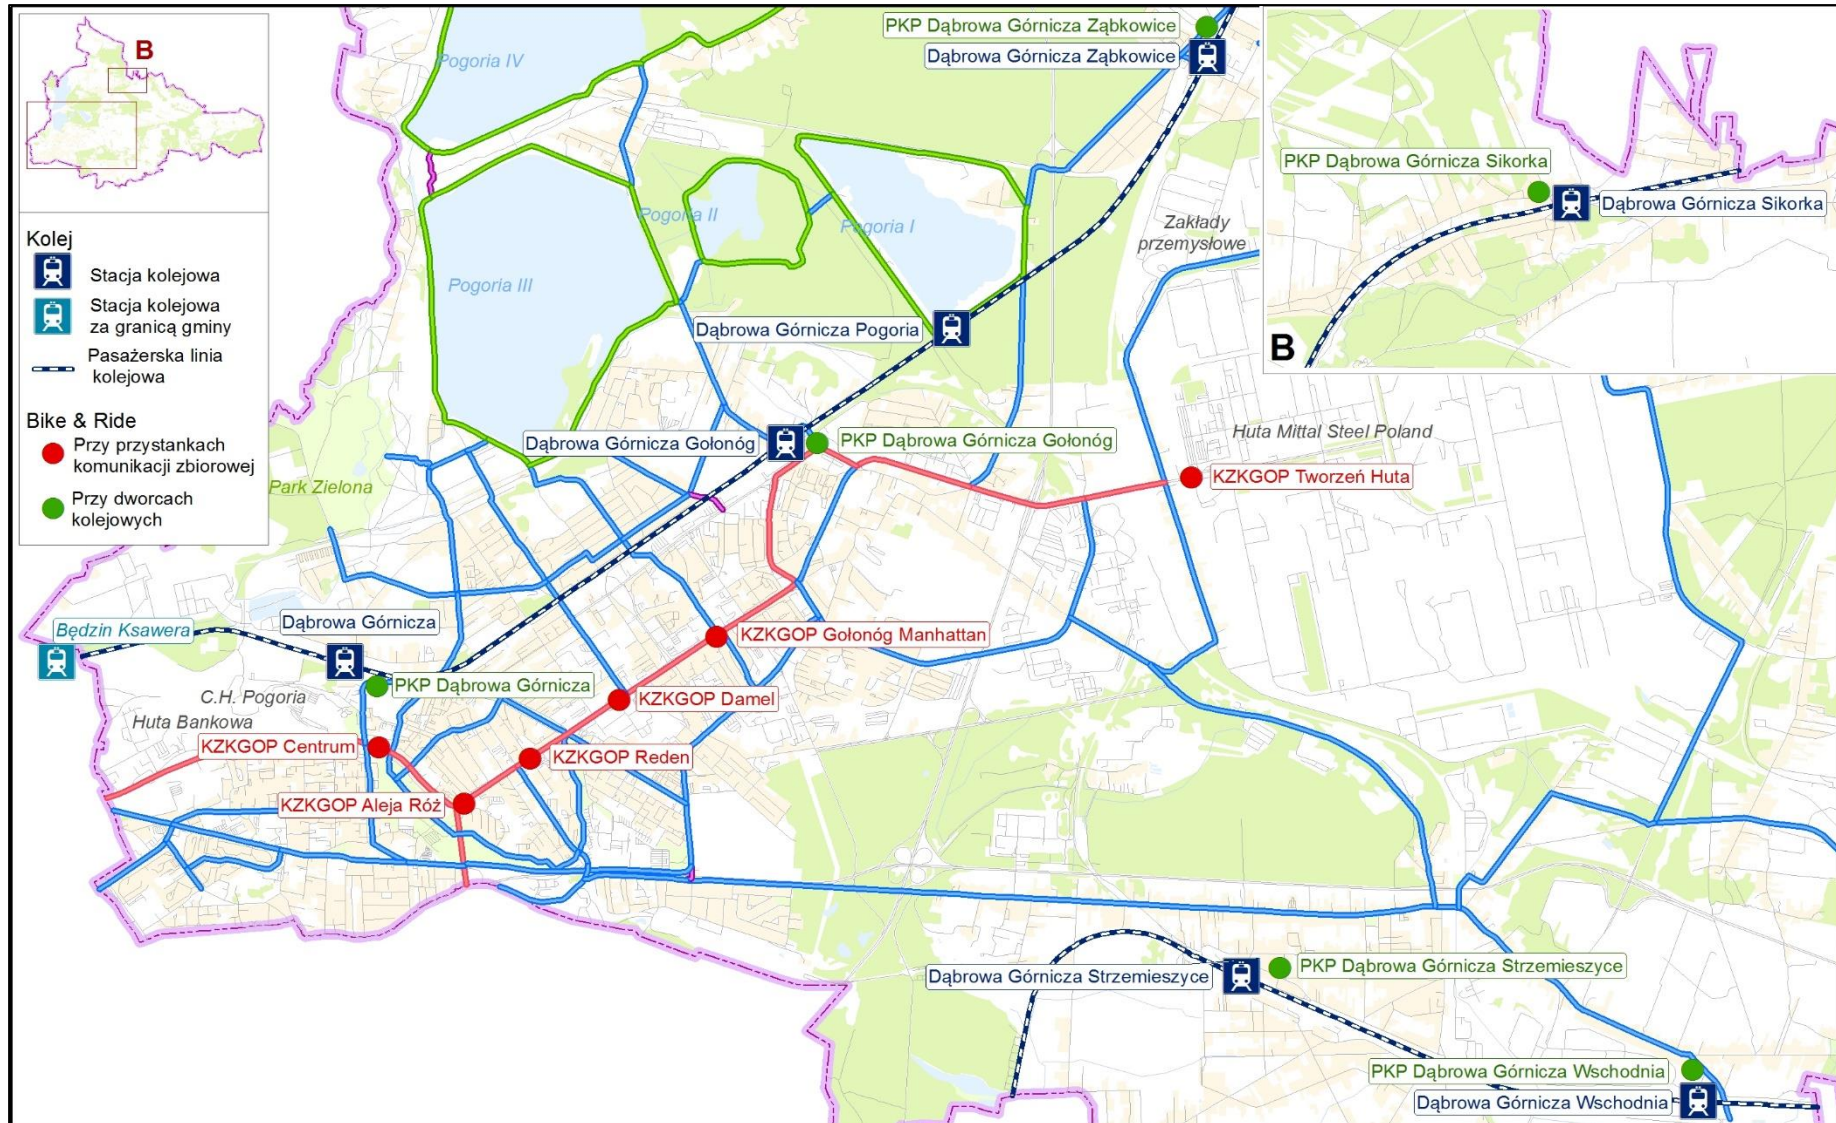 B
Kolej
Stacja kolejowa
Stacja kolejowa
za granicą gminy
Pasażerska linia
kolejowa
Bike & Ride
Przy przystankach
komunikacji zbiorowej
Przy dworcach
kolejowych
Pogoria IV
PKP Dąbrowa Górnicza Ząbkowice
Dąbrowa Górnicza Ząbkowice
PKP Dąbrowa Górnicza Sikorka
Dąbrowa Górnicza Sikorka
B
Pogoria II
Pogoria I
Zakłady
przemysłowe
Pogoria III
Dąbrowa Górnicza Pogoria
Dąbrowa Górnicza Gołonóg
PKP Dąbrowa Górnicza Gołonóg
Huta Mittal Steel Poland
KZKGOP Tworzeń Huta
Park Zielona
Będzin Ksawera
Dąbrowa Górnicza
KZKGOP Gołonóg Manhattan
PKP Dąbrowa Górnicza
KZKGOP Damel
C.H. Pogoria
Huta Bankowa
KZKGOP Centrum
KZKGOP Reden
KZKGOP Aleja Róż
Dąbrowa Górnicza Strzemieszyce
PKP Dąbrowa Górnicza Strzemieszyce
PKP Dąbrowa Górnicza Wschodnia
Dąbrowa Górnicza Wschodnia